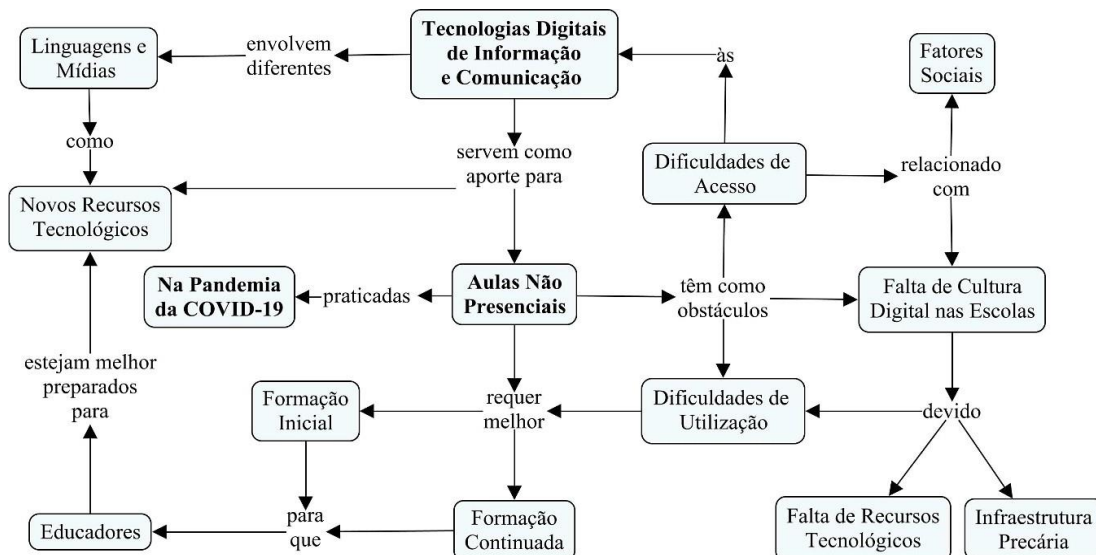 Linguagens e
Mídias
envolvem
diferentes
Tecnologias Digitais
de Informação
e Comunicação
às
Fatores
Sociais
como
servem como
aporte para
Dificuldades de
Acesso
relacionado
com
Novos Recursos
Tecnológicos
Na Pandemia
da COVID-19
praticadas
Aulas Não
Presenciais
têm como
obstáculos
Falta de Cultura
Digital nas Escolas
estejam melhor
preparados
para
Formação
Inicial
requer
melhor
Dificuldades de
Utilização
devido
Educadores
para
que
Formação
Continuada
Falta de Recursos
Tecnológicos
Infraestrutura
Precária